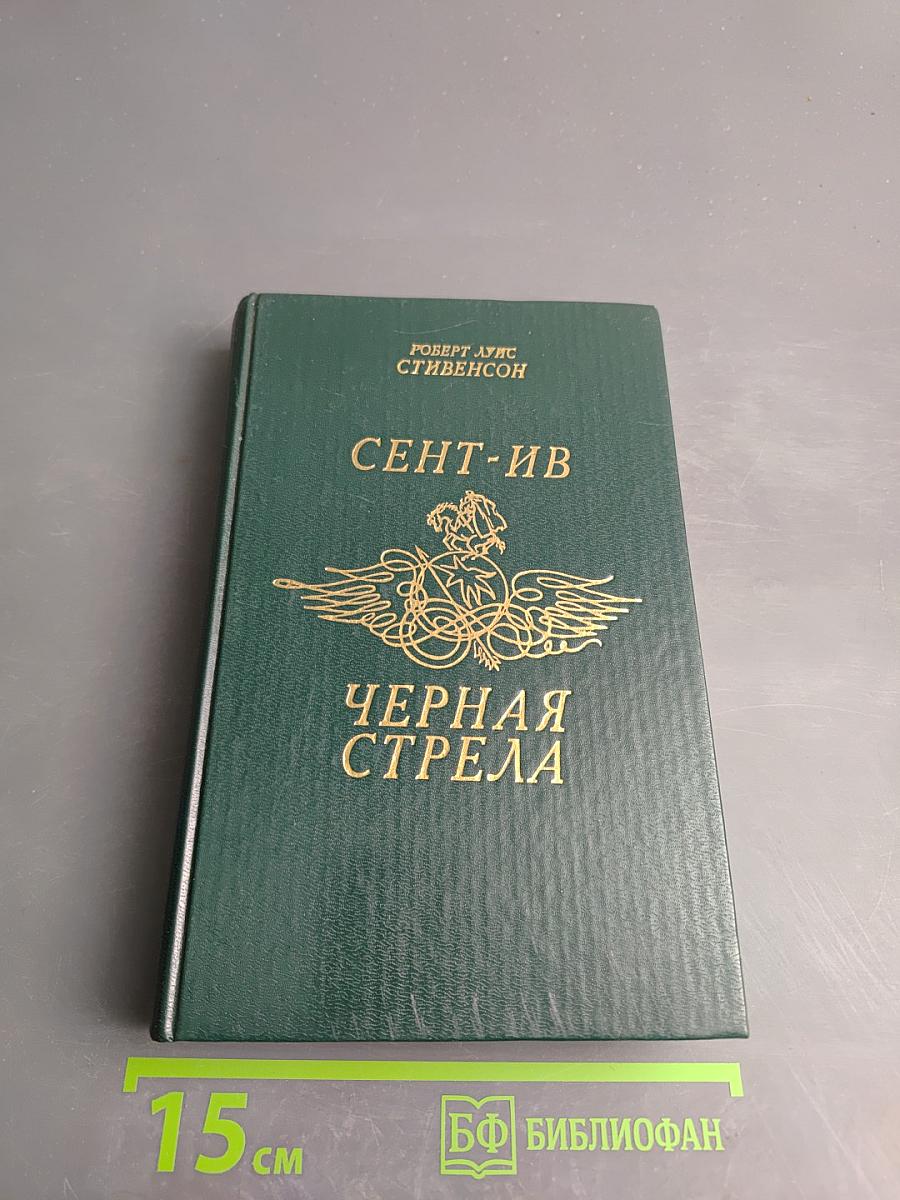 РОБЕРТ ЛУИС
СТИВЕНСОН
СЕНТ-ИВ
ЧЕРНАЯ
СТРЕЛА
15 см
БФ БИБЛИОФАН